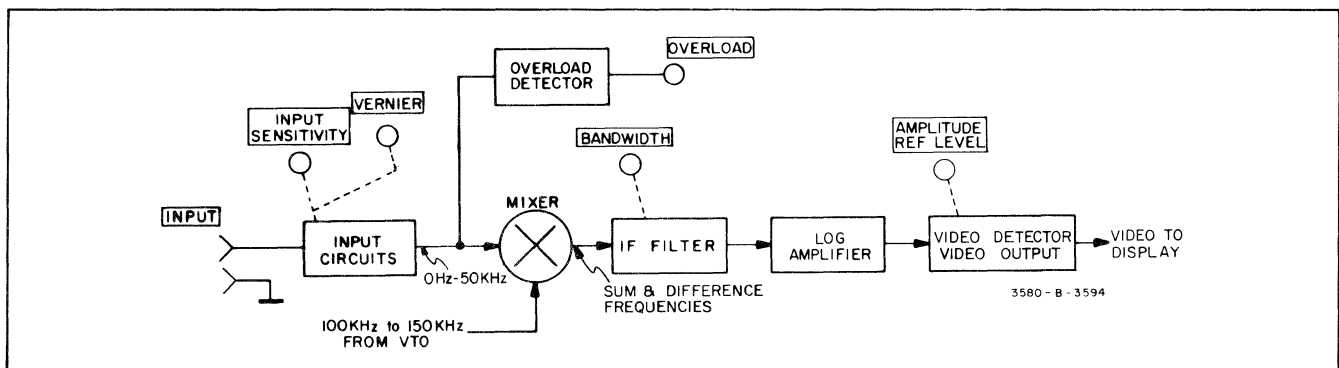 OVERLOAD
OVERLOAD
DETECTOR
VERNIER
INPUT
SENSITIVITY
BANDWIDTH
AMPLITUDE
REF LEVEL
MIXER
INPUT
INPUT
CIRCUITS
IF FILTER
LOG
AMPLIFIER
VIDEO DETECTOR
VIDEO OUTPUT
VIDEO TO
DISPLAY
0Hz-50KHz
SUM & DIFFERENCE
FREQUENCIES
3580-B-3594
100KHz to 150KHz
FROM VTO